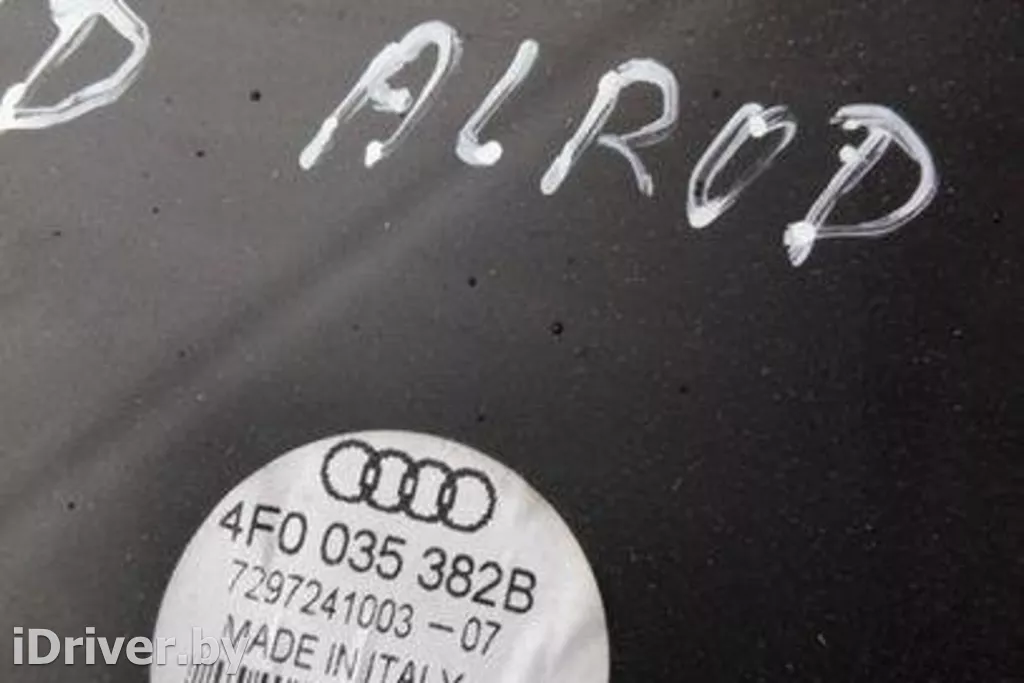 D ALROD
4F0 035 382B
7297241003 - 07
MADE IN ITALY
iDriver.by